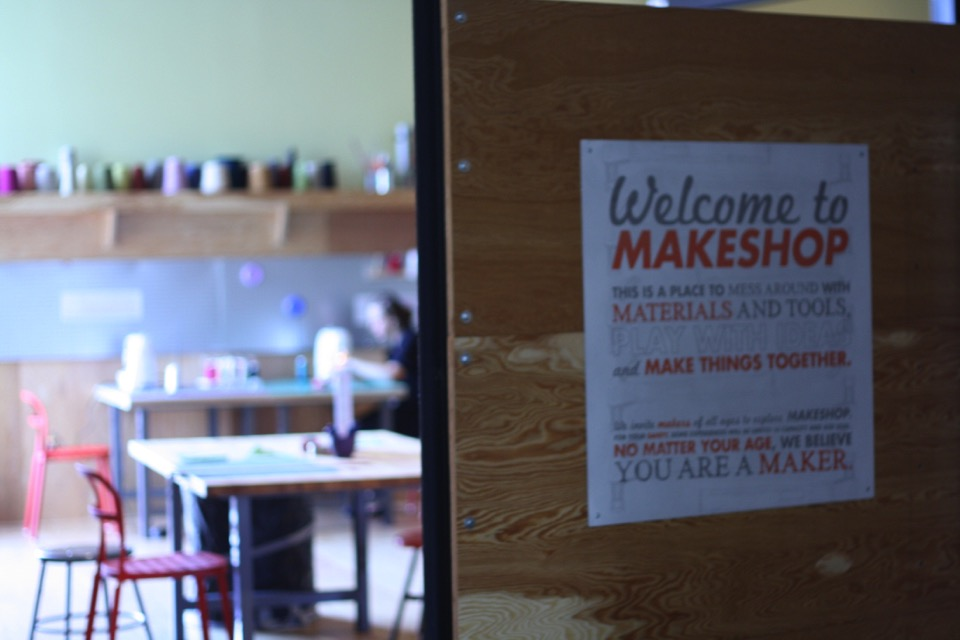 Welcome to
MAKESHOP
THIS IS A PLACE TO MESS AROUND WITH
MATERIALS AND TOOLS,
PLAY WITH IDEAS
and MAKE THINGS TOGETHER.
We invite makers of all ages to explore MAKESHOP.
NO MATTER YOUR AGE, WE BELIEVE
YOU ARE A MAKER.